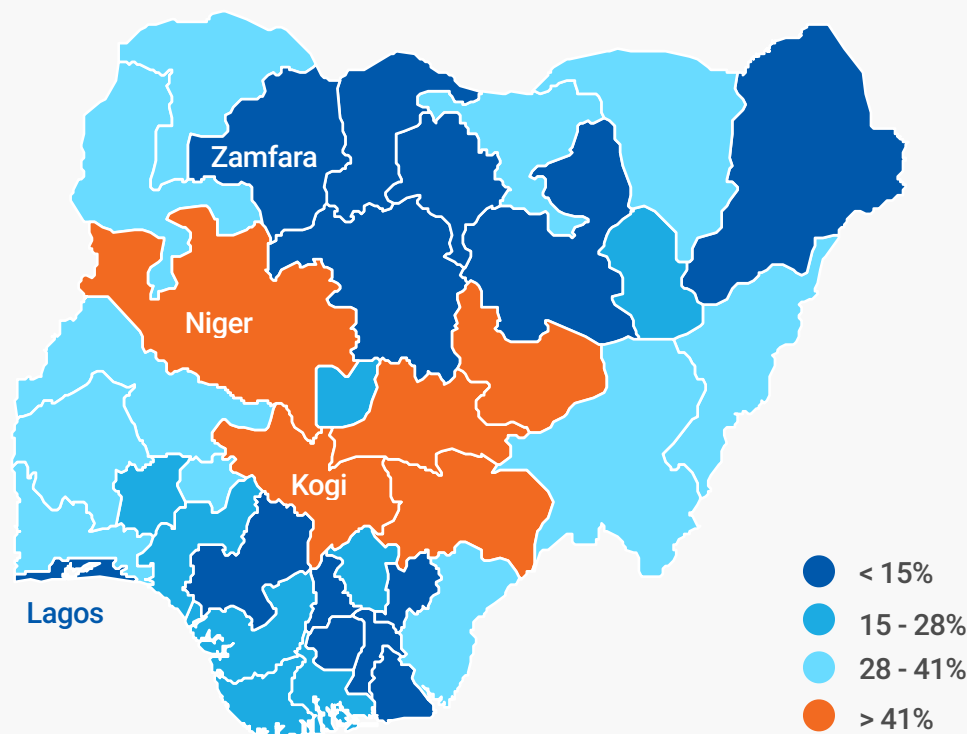 Zamfara
Niger
Kogi
Lagos
< 15%
15 - 28%
28 - 41%
> 41%